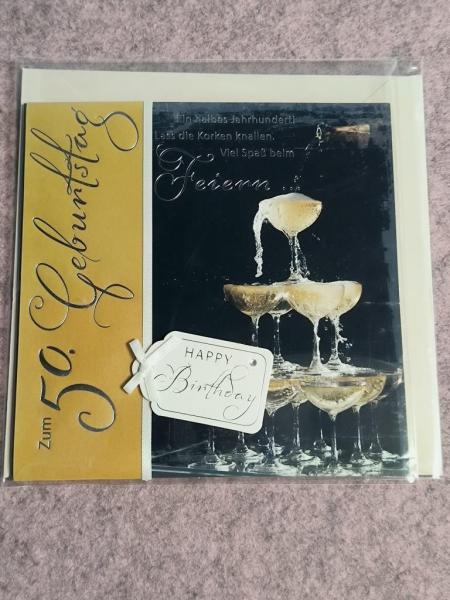 Zum 50. Geburtstag
Ein halbes Jahrhundert!
Lass die Korken knallen.
Viel Spaß beim
Feiern ...
HAPPY
Birthday